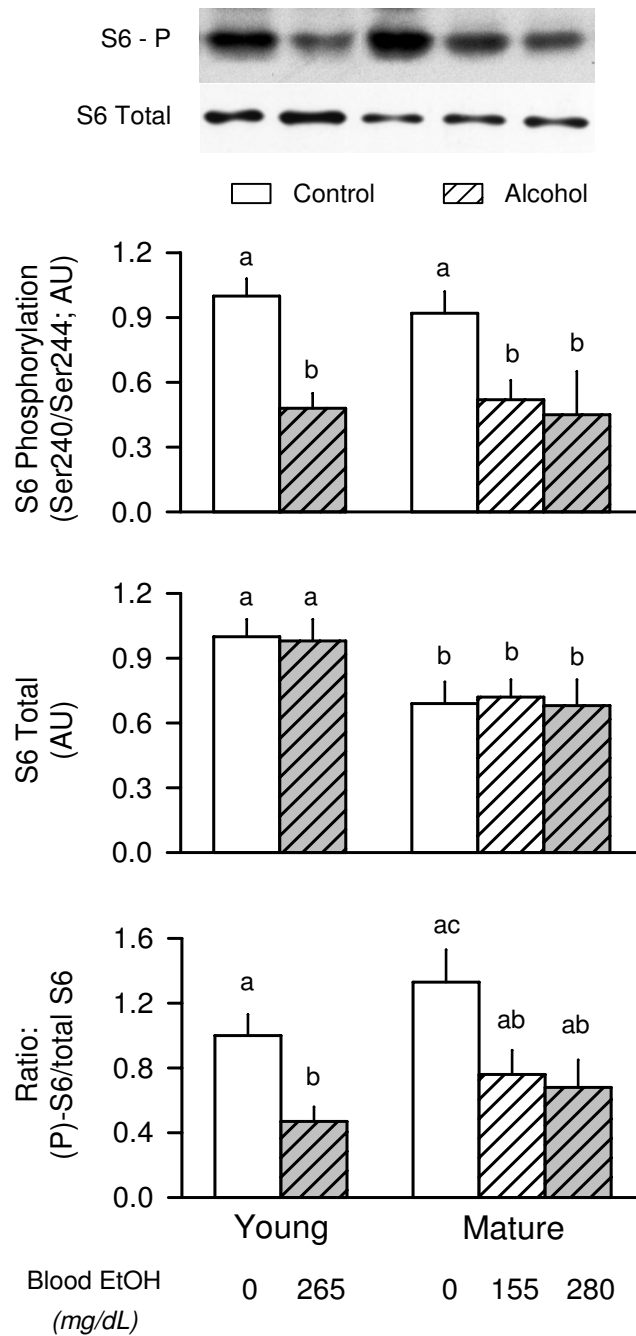 S6 - P
S6 Total
Control Alcohol
S6 Phosphorylation
(Ser240/Ser244; AU)
1.2
0.9
0.6
0.3
0.0
a
b
a
b
b
S6 Total
(AU)
1.2
0.9
0.6
0.3
0.0
a
a
b
b
b
Ratio:
(P)-S6/total S6
1.6
1.2
0.8
0.4
0.0
a
b
ac
ab
ab
Young Mature
Blood EtOH 0 265 0 155 280
(mg/dL)